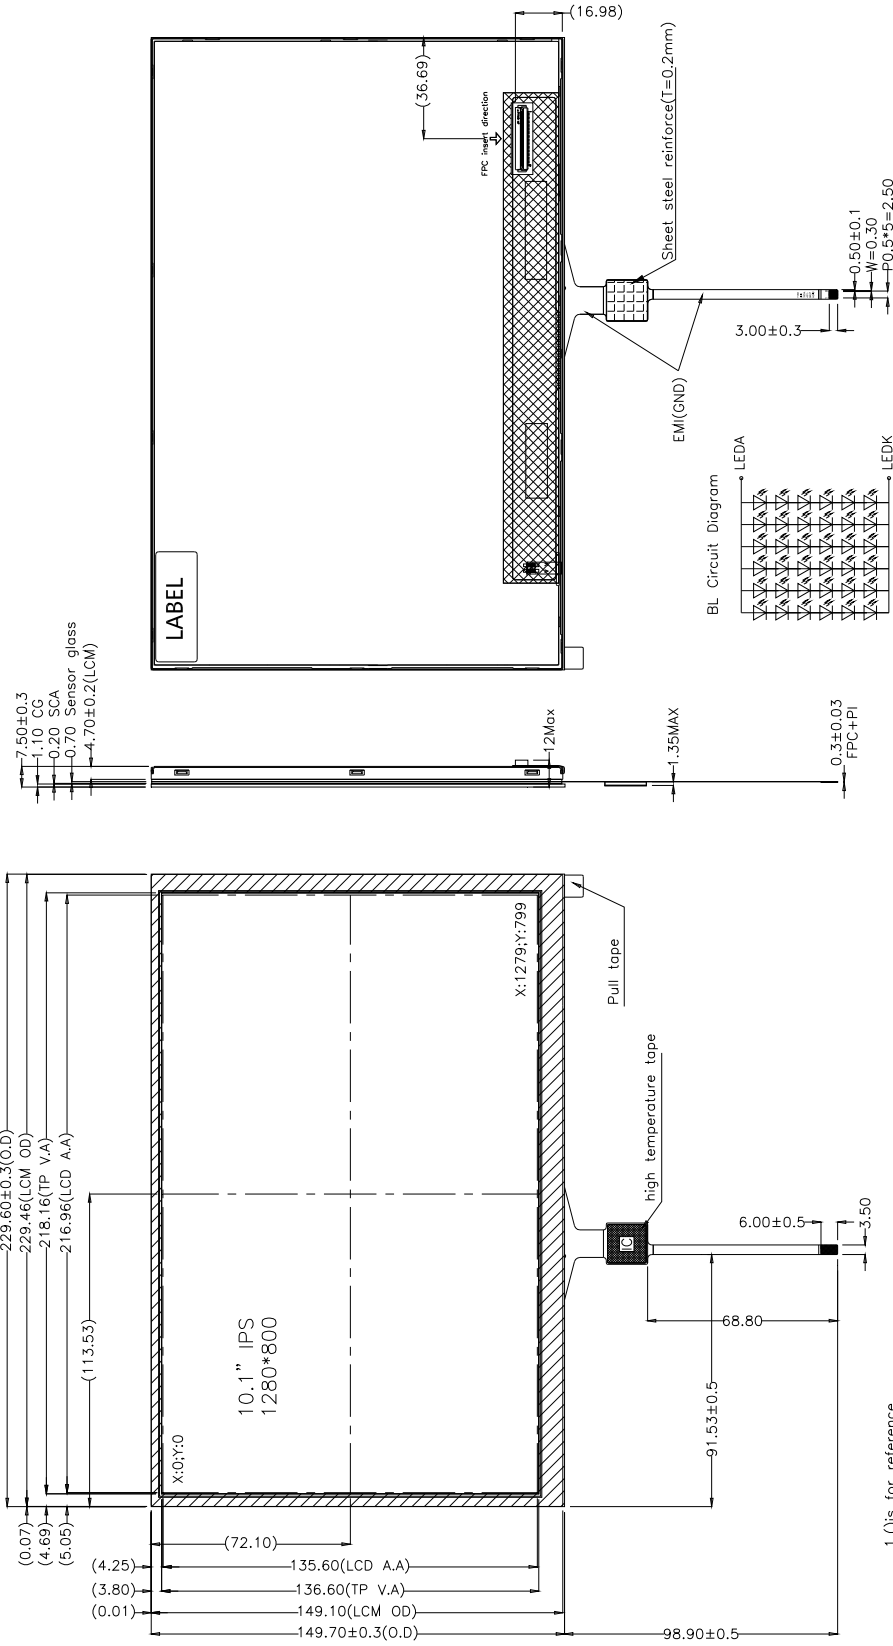 (16.98)
(36.69)
FPC insert direction
Sheet steel reinforce(T=0.2mm)
0.50±0.1
W=0.30
P0.5*5=2.50
3.00±0.3
EMI(GND)
LEDA
LEDK
BL Circuit Diagram
LABEL
7.50±0.3
1.10 CG
0.20 SCA
0.70 Sensor glass
4.70±0.2(LCM)
12Max
1.35MAX
0.3±0.03
FPC+PI
229.60±0.3(O.D)
229.46(LCM OD)
218.16(TP V.A)
216.96(LCD A.A)
(113.53)
X:1279;Y:799
Pull tape
high temperature tape
IC
6.00±0.5
3.50
68.80
91.53±0.5
10.1" IPS
1280*800
X:0;Y:0
(0.07)
(4.69)
(5.05)
(72.10)
(4.25)
135.60(LCD A.A)
(3.80)
136.60(TP V.A)
(0.01)
149.10(LCM OD)
149.70±0.3(O.D)
98.90±0.5
1.()is for reference